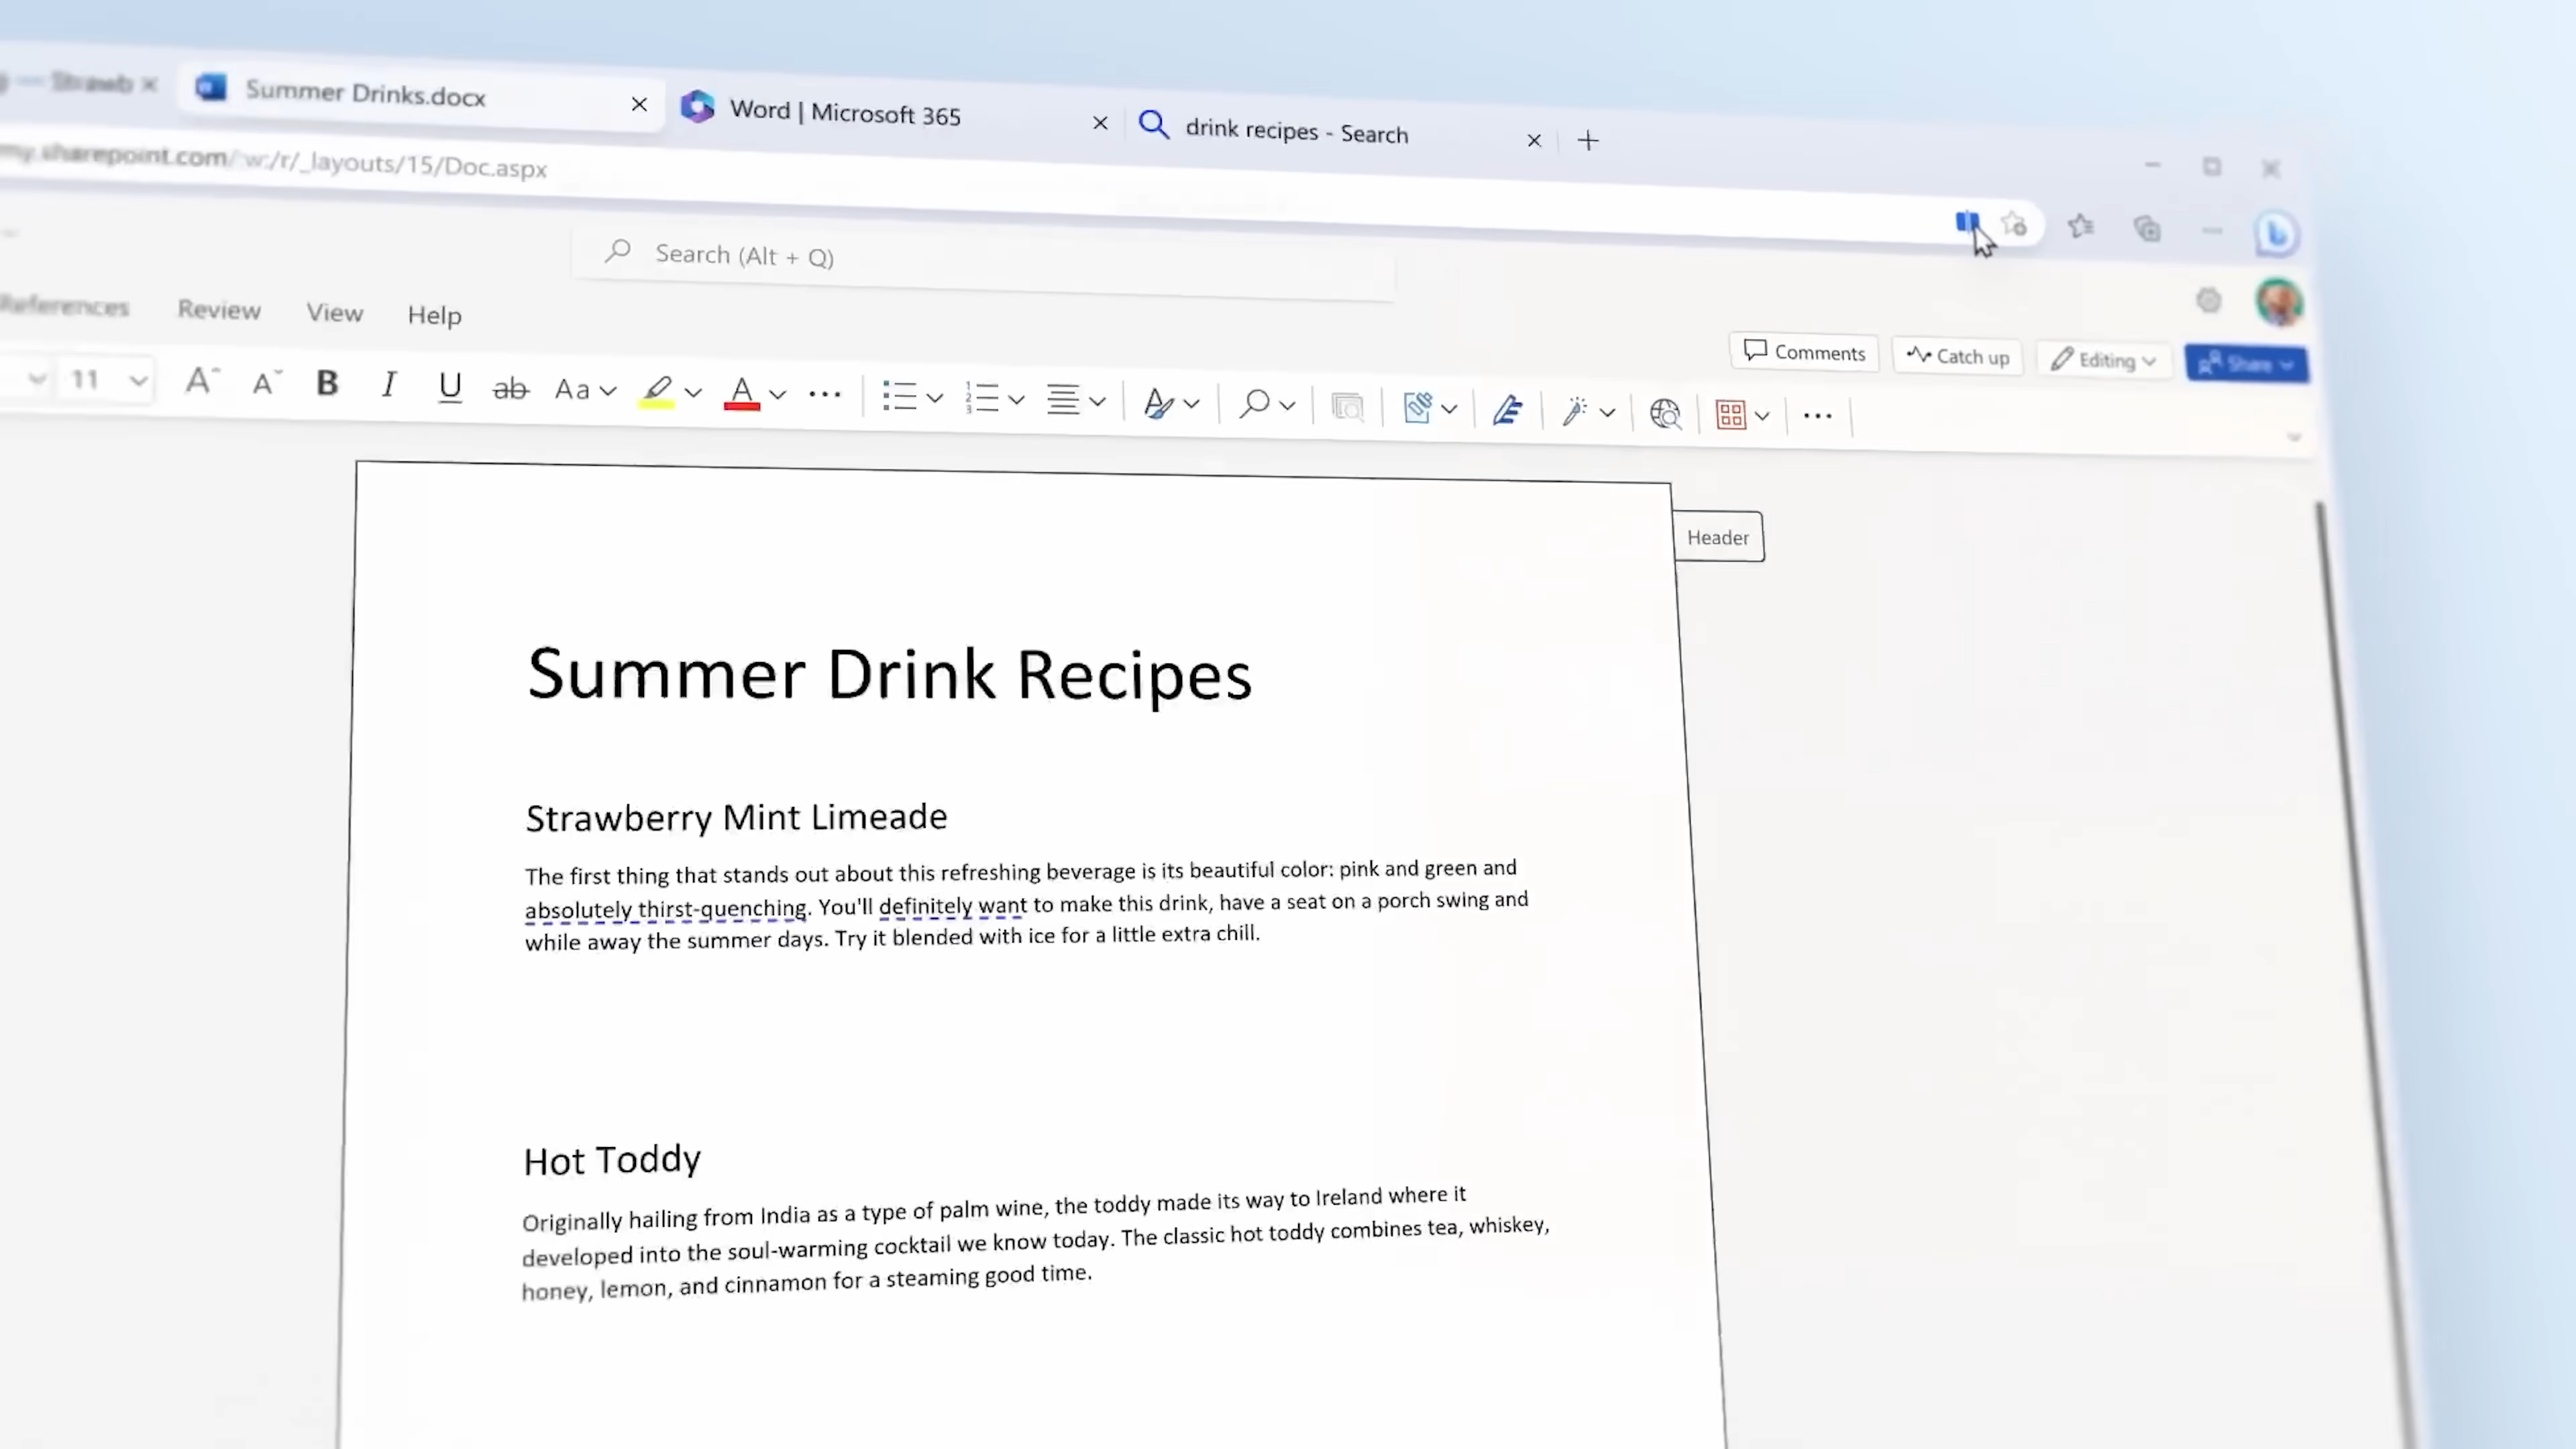 Strawb
Summer Drinks.docx
Word | Microsoft 365
drink recipes - Search
my.sharepoint.com/:w:/r/_layouts/15/Doc.aspx
Search (Alt + Q)
References Review View Help
Comments Catch up Editing Share
11 A A B I U ab Aa A
Header
Summer Drink Recipes
Strawberry Mint Limeade
The first thing that stands out about this refreshing beverage is its beautiful color: pink and green and
absolutely thirst-quenching. You'll definitely want to make this drink, have a seat on a porch swing and
while away the summer days. Try it blended with ice for a little extra chill.
Hot Toddy
Originally hailing from India as a type of palm wine, the toddy made its way to Ireland where it
developed into the soul-warming cocktail we know today. The classic hot toddy combines tea, whiskey,
honey, lemon, and cinnamon for a steaming good time.